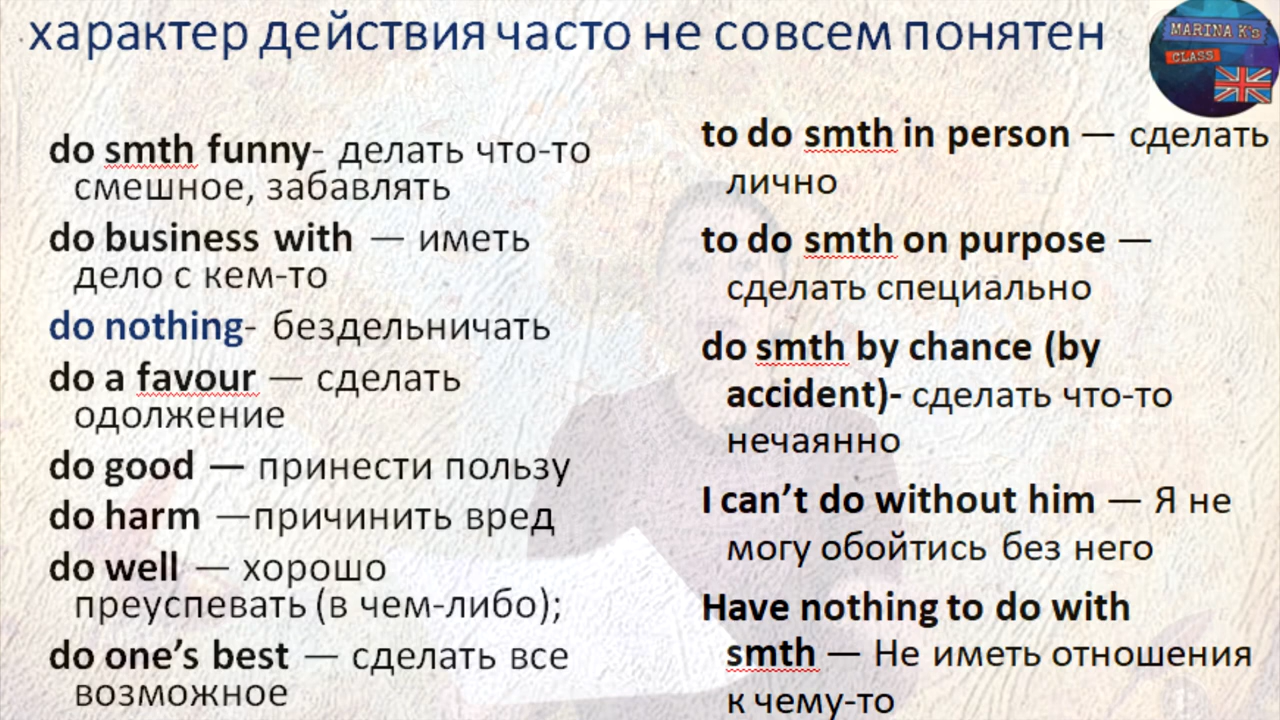 характер действия часто не совсем понятен
MARINA K's
CLASS
do smth funny- делать что-то
смешное, забавлять
do business with — иметь
дело с кем-то
do nothing- бездельничать
do a favour — сделать
одолжение
do good — принести пользу
do harm —причинить вред
do well — хорошо
преуспевать (в чем-либо);
do one’s best — сделать все
возможное
to do smth in person — сделать
лично
to do smth on purpose —
сделать специально
do smth by chance (by
accident)- сделать что-то
нечаянно
I can’t do without him — Я не
могу обойтись без него
Have nothing to do with
smth — Не иметь отношения
к чему-то